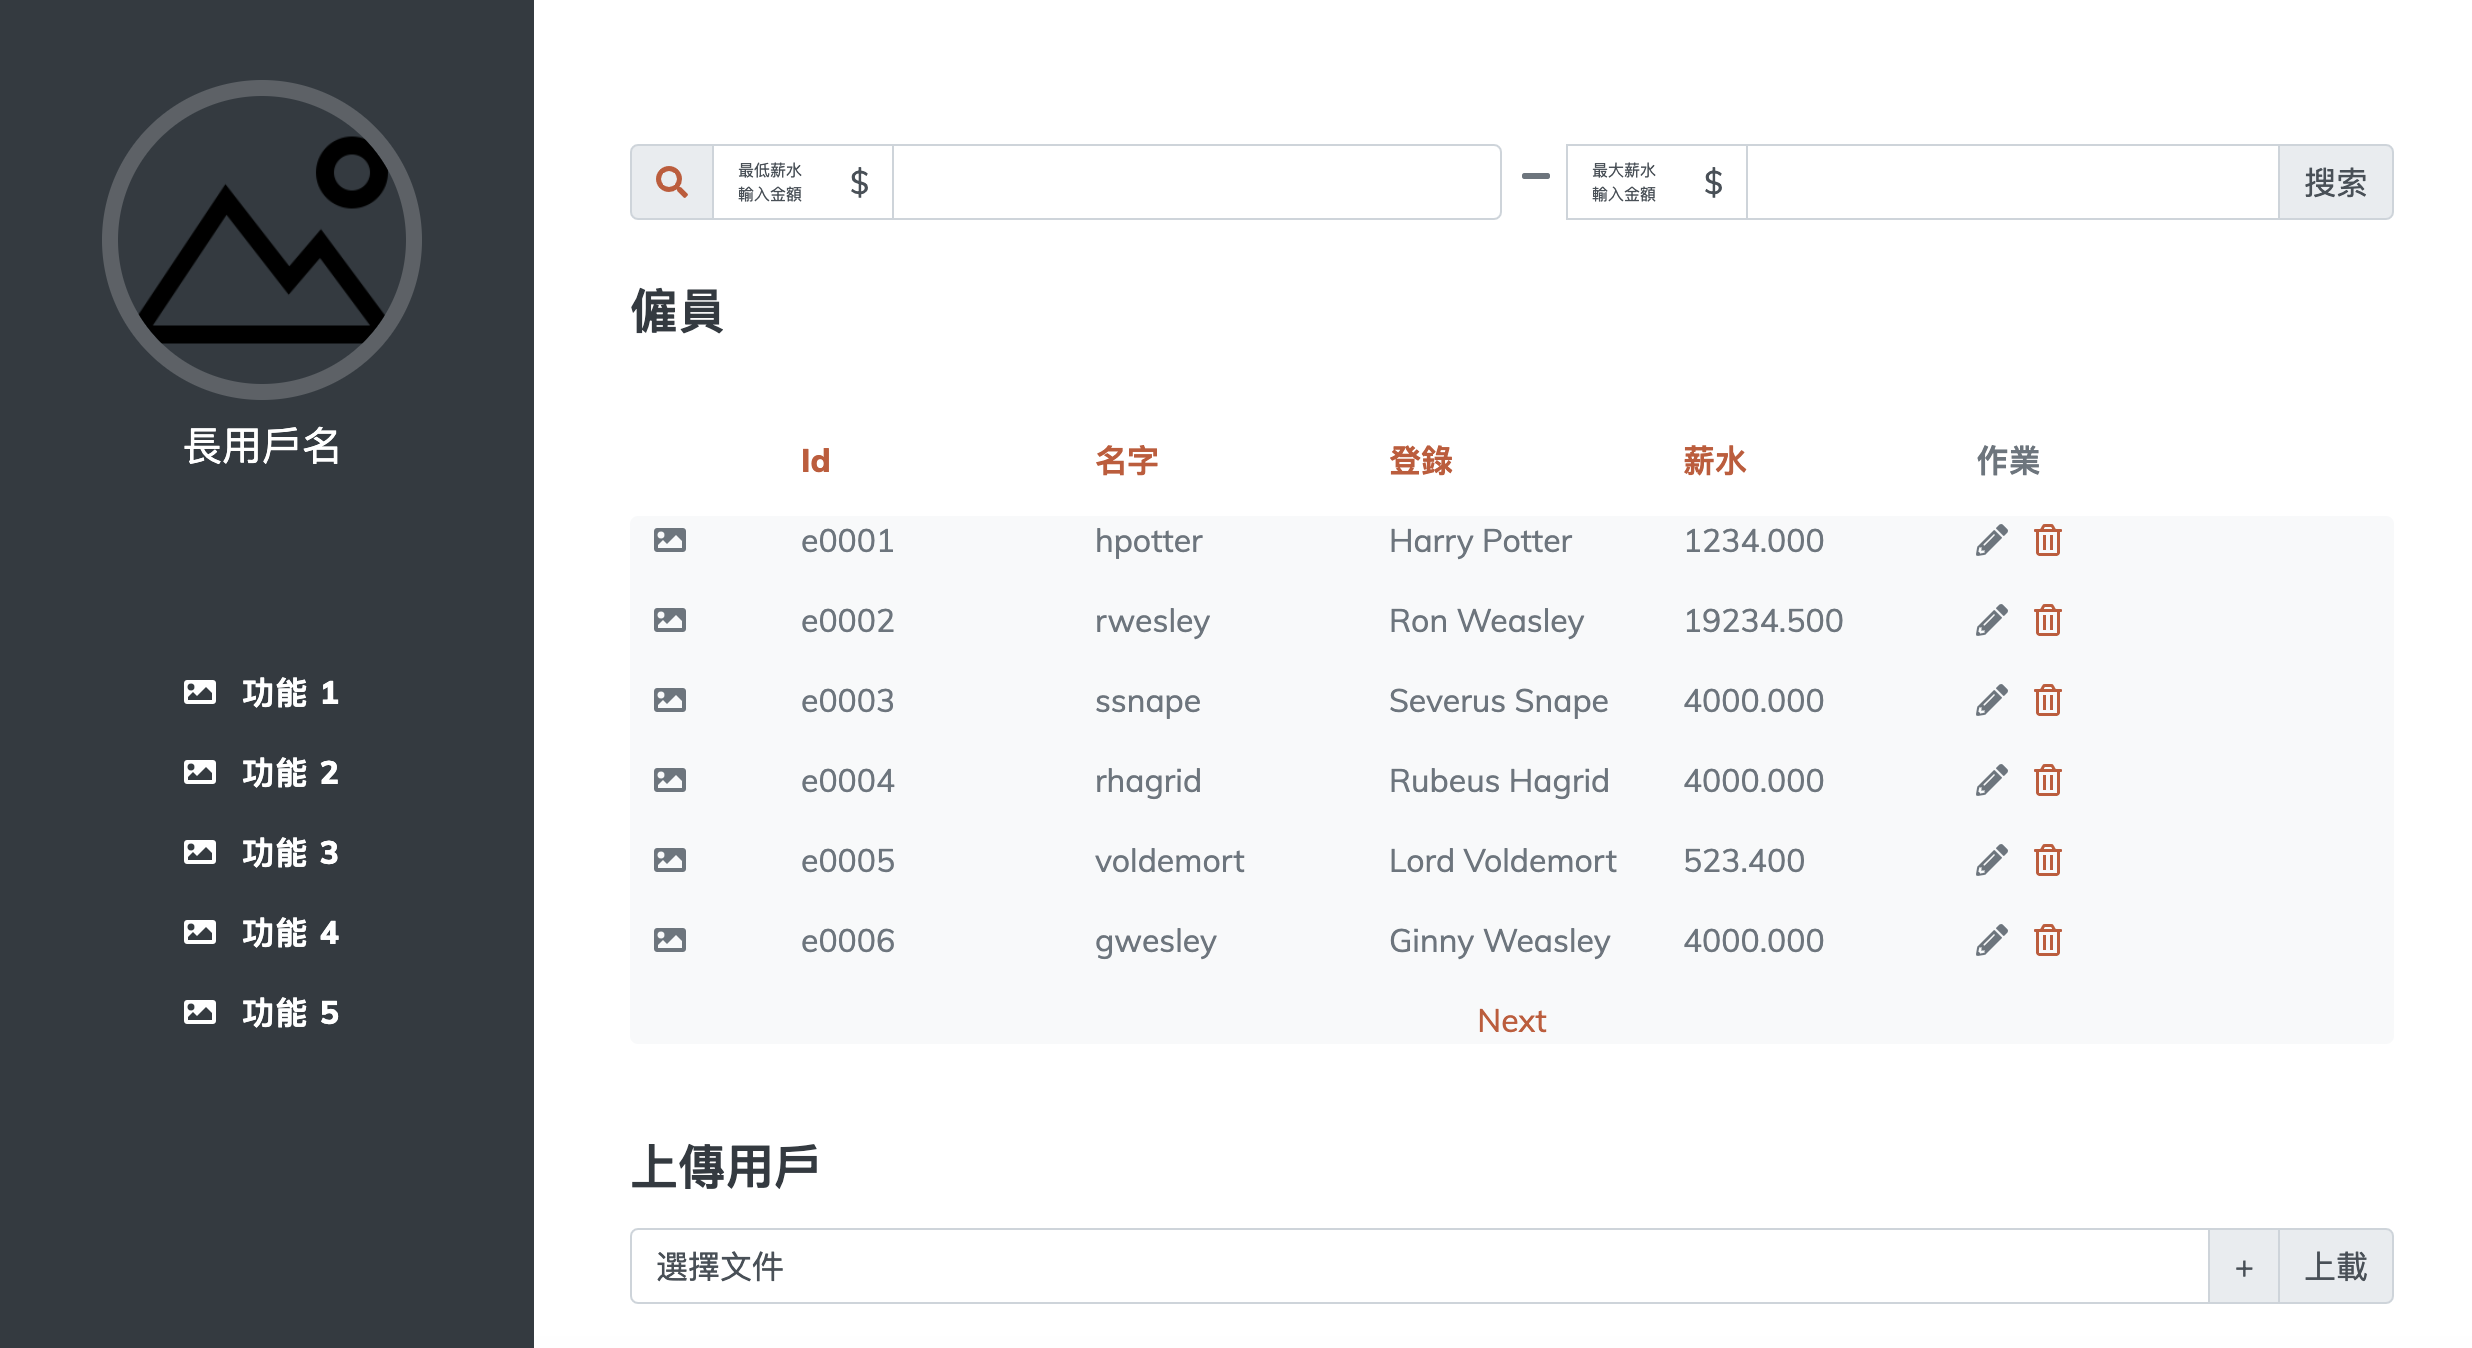 長用戶名
功能 1
功能 2
功能 3
功能 4
功能 5
最低薪水
輸入金額
$
最大薪水
輸入金額
$
搜索
僱員
Id 名字 登錄 薪水 作業
e0001 hpotter Harry Potter 1234.000
e0002 rwesley Ron Weasley 19234.500
e0003 ssnape Severus Snape 4000.000
e0004 rhagrid Rubeus Hagrid 4000.000
e0005 voldemort Lord Voldemort 523.400
e0006 gwesley Ginny Weasley 4000.000
Next
上傳用戶
選擇文件 + 上載